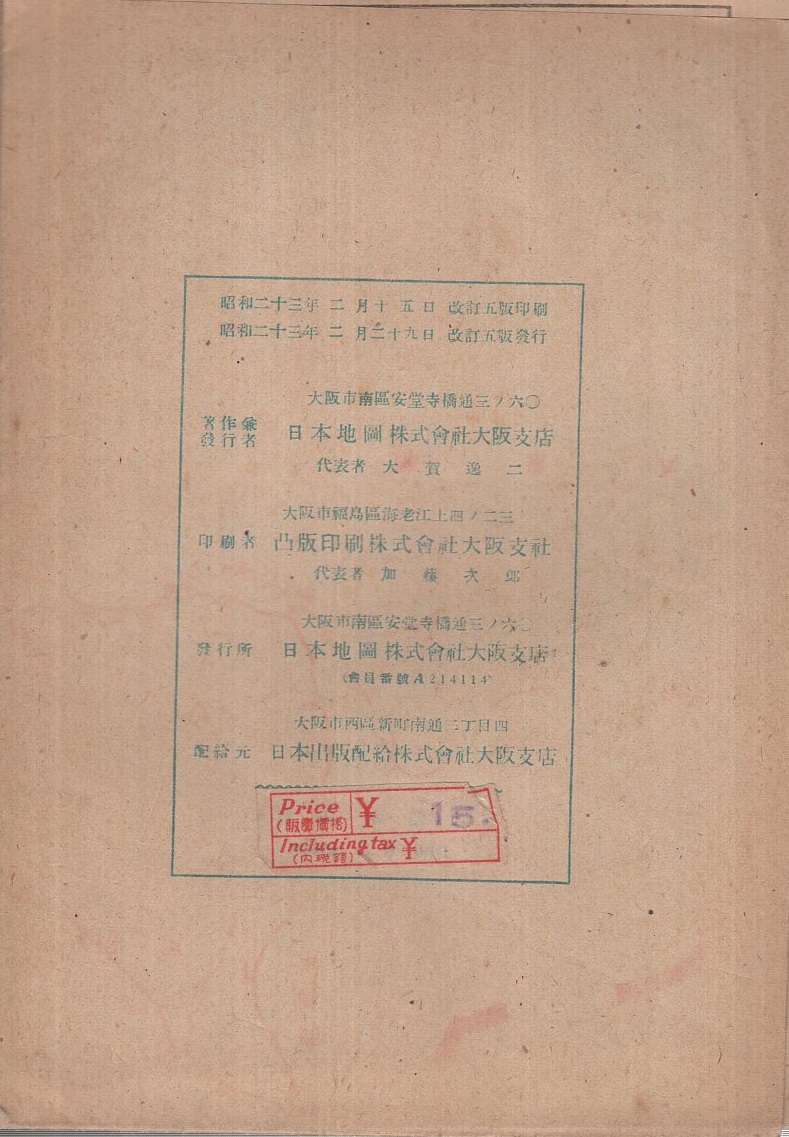 昭和二十三年 二 月 十 五 日 改訂五版印刷
昭和二十三年 二 月二十九日 改訂五版發行
大阪市南區安堂寺橋通三ノ六〇
著作兼
發行者
日本地圖株式會社大阪支店
代表者 大 賀 逸 二
大阪市福島區海老江上四ノ二三
印刷者 凸版印刷株式會社大阪支社
代表者 加 藤 次 郎
大阪市南區安堂寺橋通三ノ六〇
發行所 日本地圖株式會社大阪支店
(會員番號A214114)
大阪市西區新町南通二丁目四
配給元 日本出版配給株式會社大阪支店
Price ¥ 15.
(販賣價格)
Including tax ¥
(内税額)